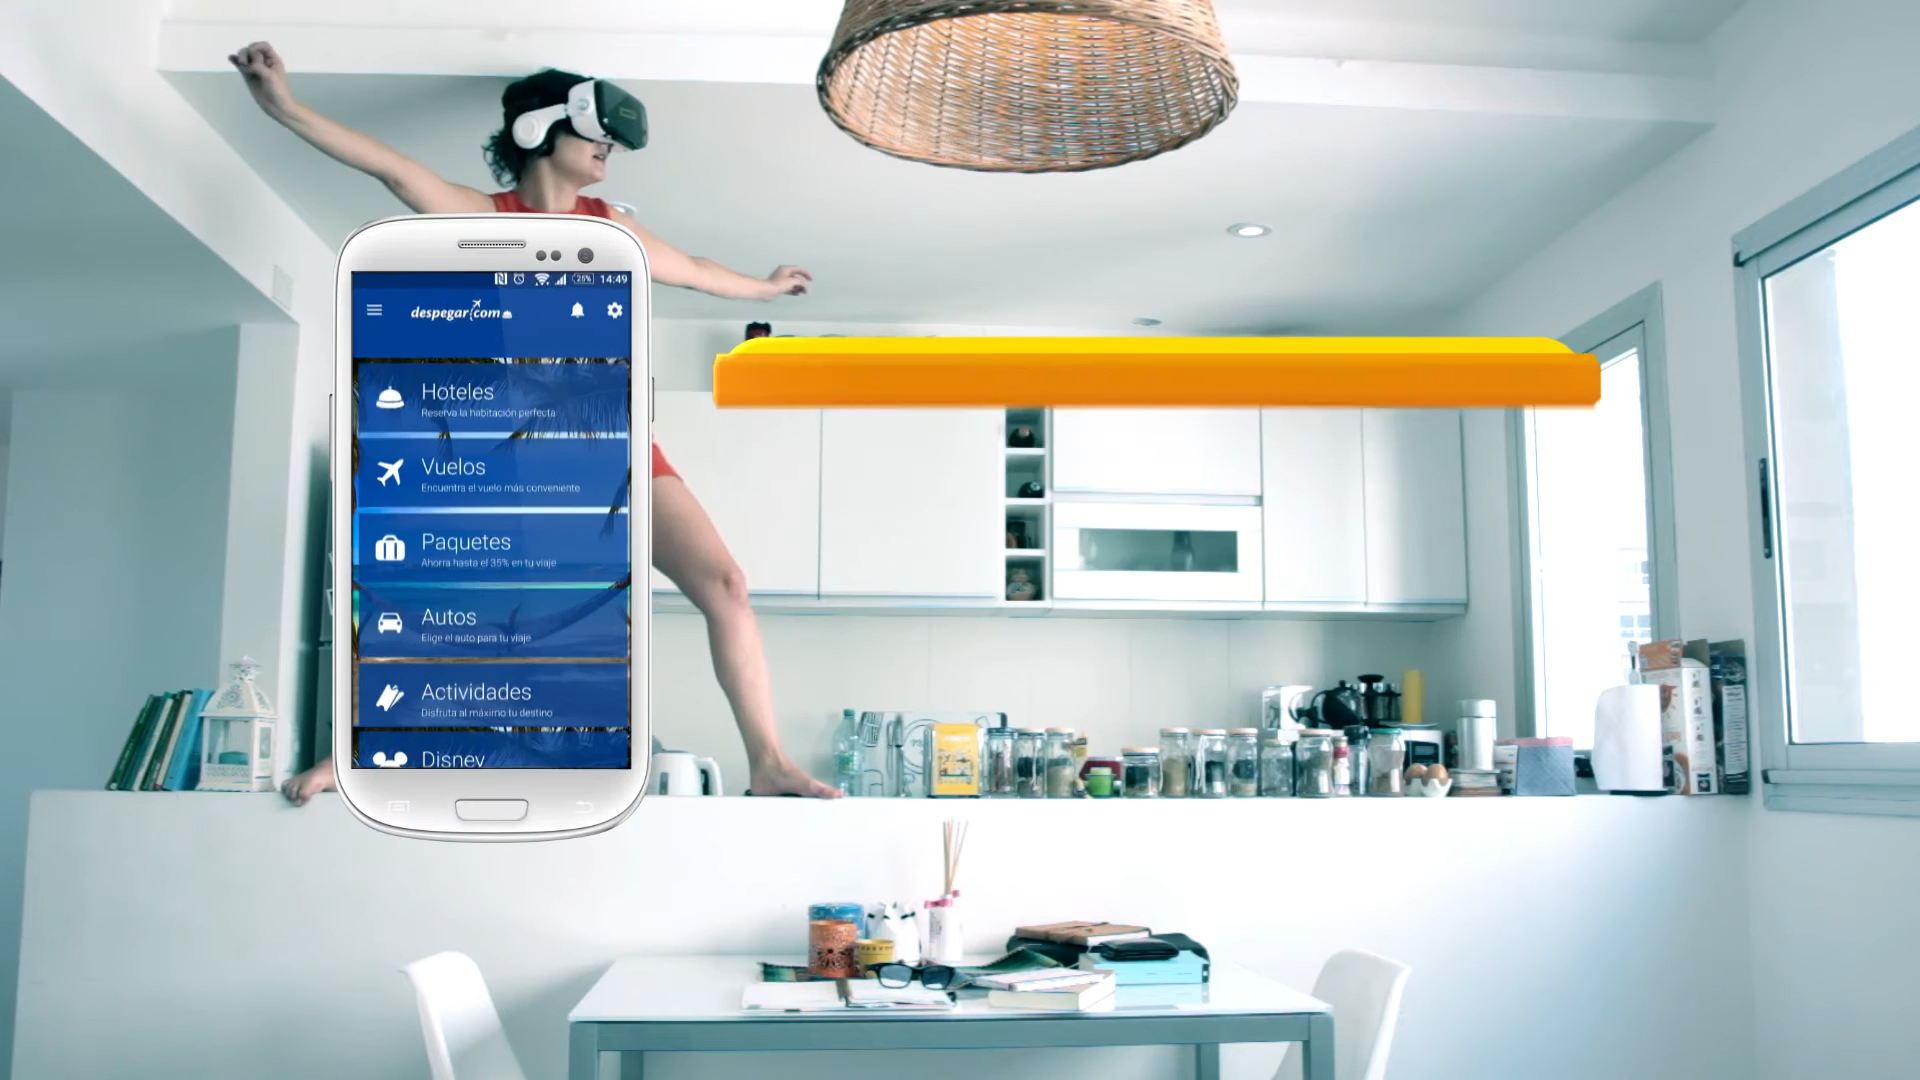 25% 14:49
despegar.com
Hoteles
Reserva la habitación perfecta
Vuelos
Encuentra el vuelo más conveniente
Paquetes
Ahorra hasta el 35% en tu viaje
Autos
Elige el auto para tu viaje
Actividades
Disfruta al máximo tu destino
Disney